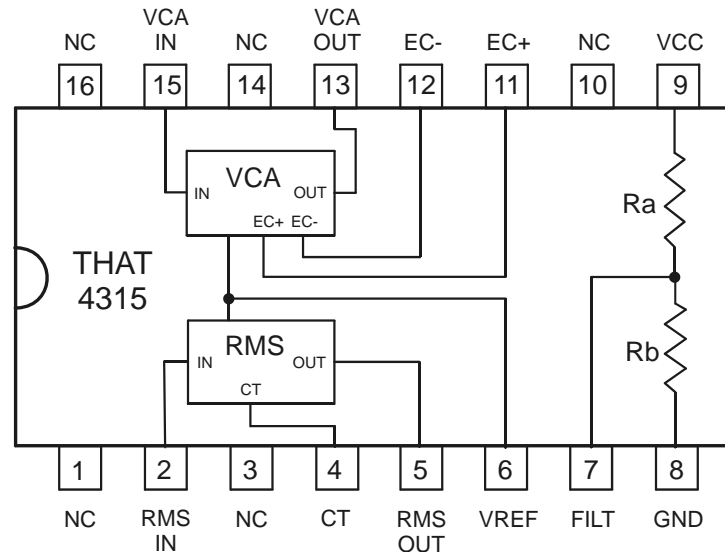 VCA VCA
NC IN NC OUT EC- EC+ NC VCC
16 15 14 13 12 11 10 9
VCA
IN OUT
EC+ EC-
Ra
THAT
4315
RMS
IN OUT
CT
Rb
1 2 3 4 5 6 7 8
NC RMS NC CT RMS VREF FILT GND
IN OUT